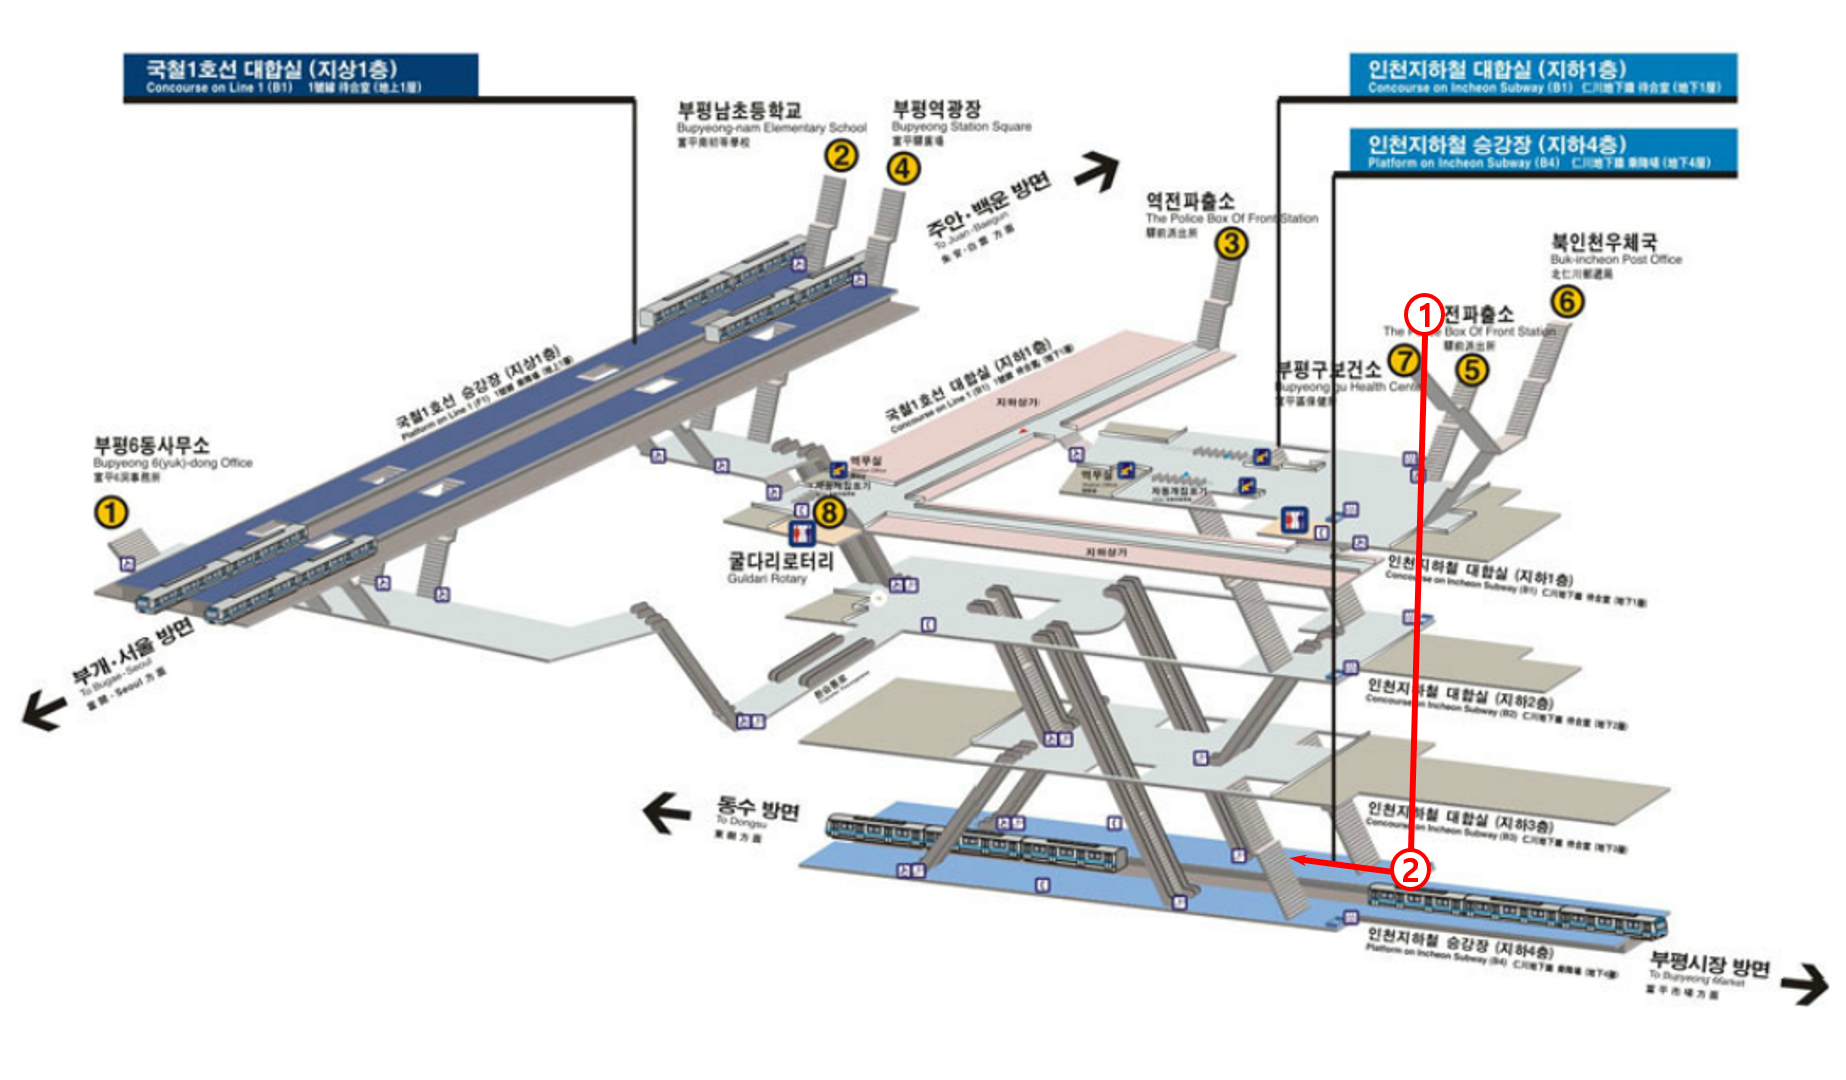 국철1호선 대합실 (지상1층)
Concourse on Line 1 (B1) 1號線 待合室 (地上1層)
인천지하철 대합실 (지하1층)
Concourse on Incheon Subway (B1) 仁川地下鐵 待合室 (地下1層)
인천지하철 승강장 (지하4층)
Platform on Incheon Subway (B4) 仁川地下鐵 乘降場 (地下4層)
부평남초등학교
Bupyeong-nam Elementary School
富平南初等學校
2
부평역광장
Bupyeong Station Square
富平驛廣場
4
주안·백운 방면
To Juan·Baegun
朱安·白雲 方面
역전파출소
The Police Box Of Front Station
驛前派出所
3
북인천우체국
Buk-incheon Post Office
北仁川郵遞局
6
1
전파출소
The Box Of Front Station
驛前派出所
7
5
부평구보건소
Bupyeong gu Health Cent
富平區保健所
국철1호선 승강장 (지상1층)
Platform on Line 1 (F1) 1號線 乘降場 (地上1層)
국철1호선 대합실 (지하1층)
Concourse on Line 1 (B1) 1號線 待合室 (地下1層)
지하상가
부평6동사무소
Bupyeong 6(yuk)-dong Office
富平6洞事務所
1
역무실
Station Office
자동개집표기
8
굴다리로터리
Guldari Rotary
역무실
Station Office
자동개집표기
지하상가
인천지하철 대합실 (지하1층)
Concourse on Incheon Subway (B1) 仁川地下鐵 待合室 (地下1層)
부개·서울 방면
To Bugae·Seoul
富開·Seoul 方面
환승통로
인천지하철 대합실 (지하2층)
Concourse on Incheon Subway (B2) 仁川地下鐵 待合室 (地下2層)
동수 방면
To Dongsu
東樹方面
인천지하철 대합실 (지하3층)
Concourse on Incheon Subway (B3) 仁川地下鐵 待合室 (地下3層)
2
인천지하철 승강장 (지하4층)
Platform on Incheon Subway (B4) 仁川地下鐵 乘降場 (地下4層)
부평시장 방면
To Bupyeong Market
富平市場方面